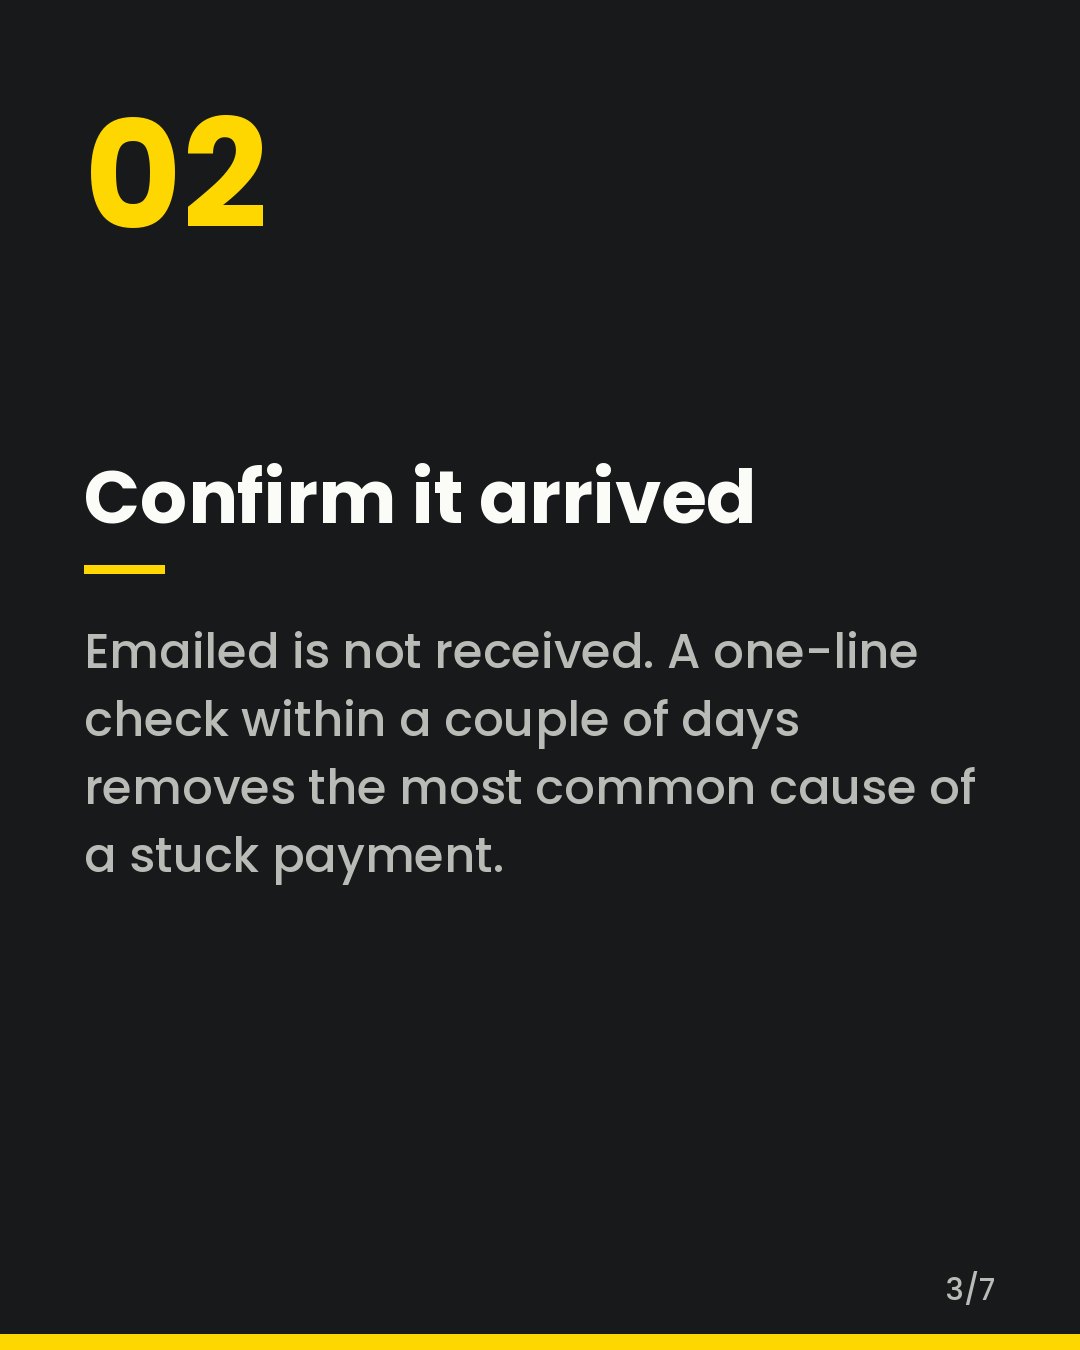 02
Confirm it arrived
Emailed is not received. A one-line
check within a couple of days
removes the most common cause of
a stuck payment.
3/7